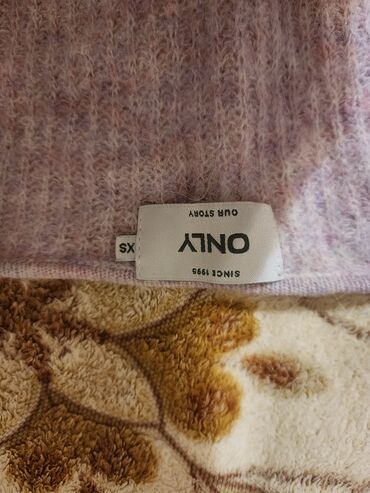 SINCE 1995
ONLY
OUR STORY
XS